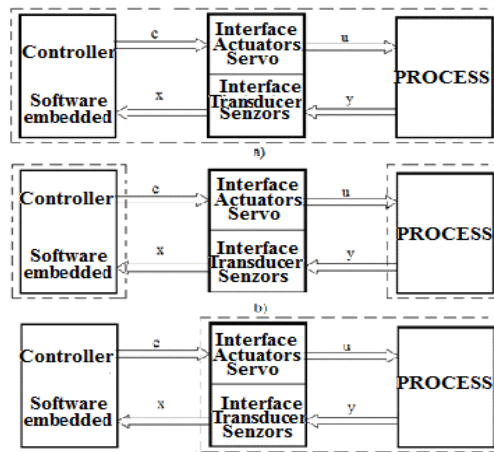 Controller
Software
embedded
c
x
Interface
Actuators
Servo
Interface
Transducer
Senzors
u
y
PROCESS
a)
Controller
Software
embedded
c
x
Interface
Actuators
Servo
Interface
Transducer
Senzors
u
y
PROCESS
b)
Controller
Software
embedded
c
x
Interface
Actuators
Servo
Interface
Transducer
Senzors
u
y
PROCESS